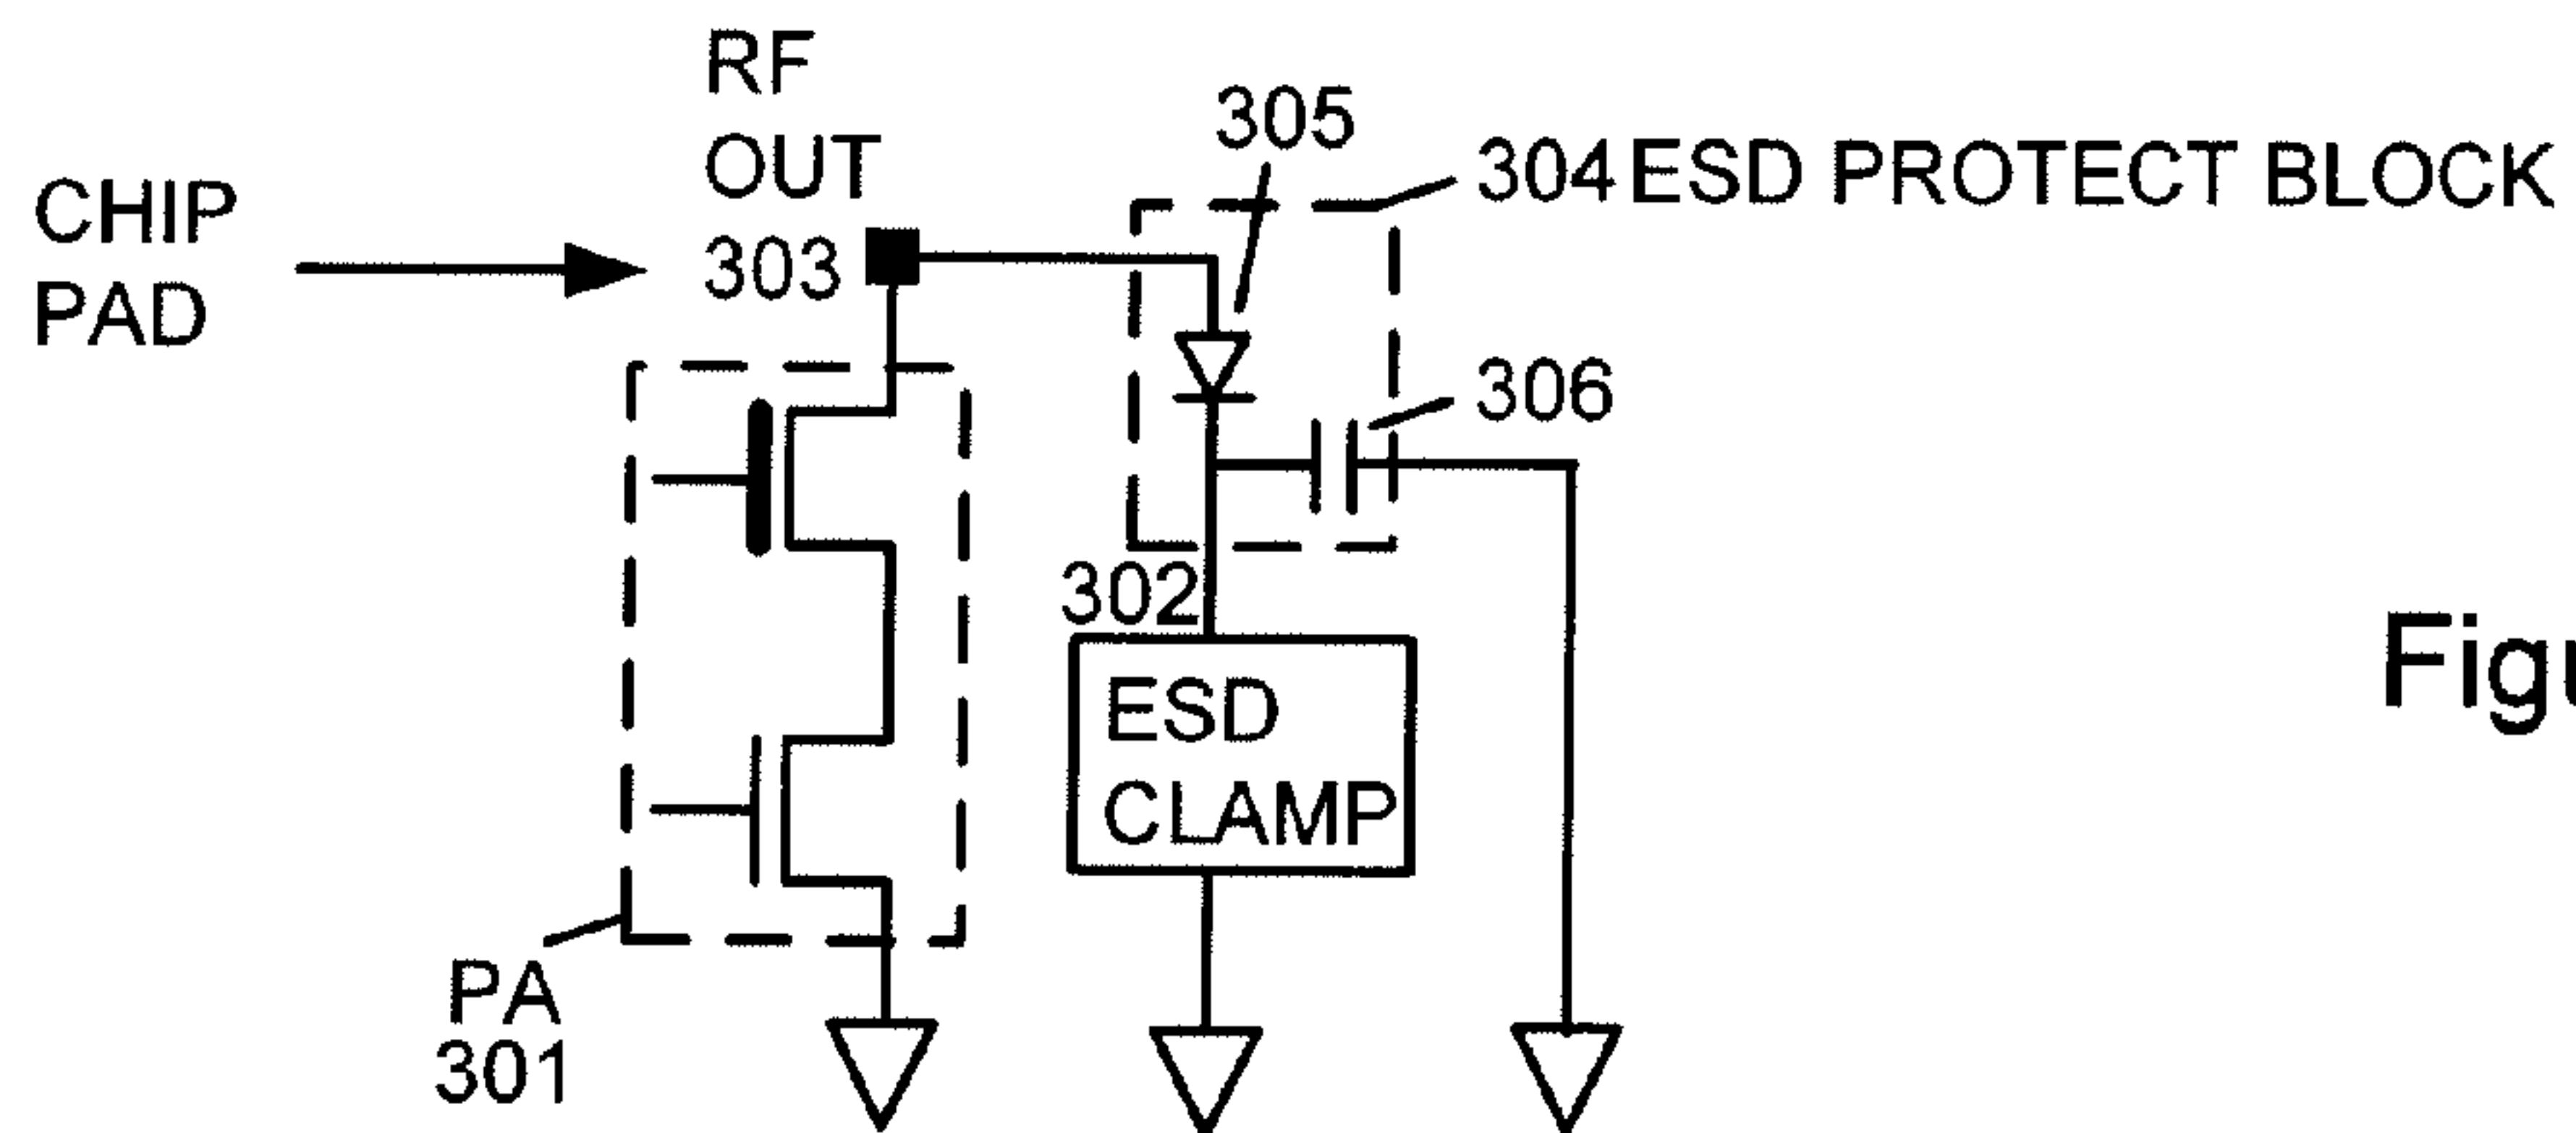 CHIP
PAD
RF
OUT
303
305
304 ESD PROTECT BLOCK
306
302
ESD
CLAMP
PA
301